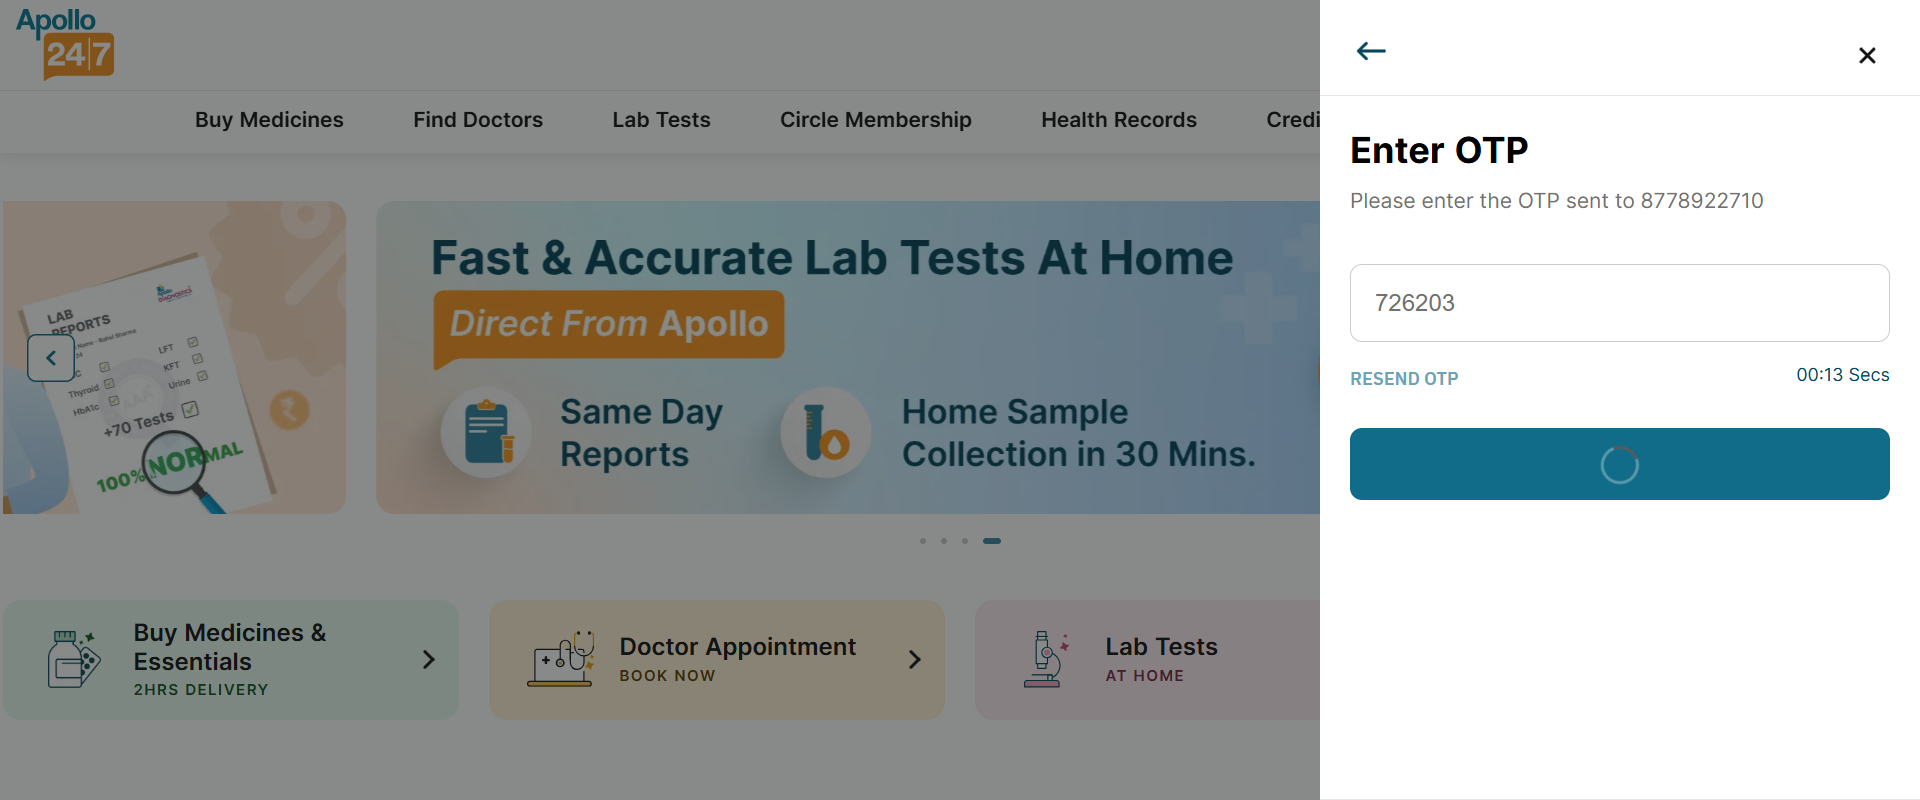 Apollo
24|7
Buy Medicines
Find Doctors
Lab Tests
Circle Membership
Health Records
Credi
LAB
REPORTS
Name - Rahul Sharma
LFT
KFT
Thyroid
Urine
HbA1c
+70 Tests
100% NORMAL
Fast & Accurate Lab Tests At Home
Direct From Apollo
Same Day
Reports
Home Sample
Collection in 30 Mins.
Buy Medicines &
Essentials
2HRS DELIVERY
Doctor Appointment
BOOK NOW
Lab Tests
AT HOME
Enter OTP
Please enter the OTP sent to 8778922710
726203
RESEND OTP
00:13 Secs